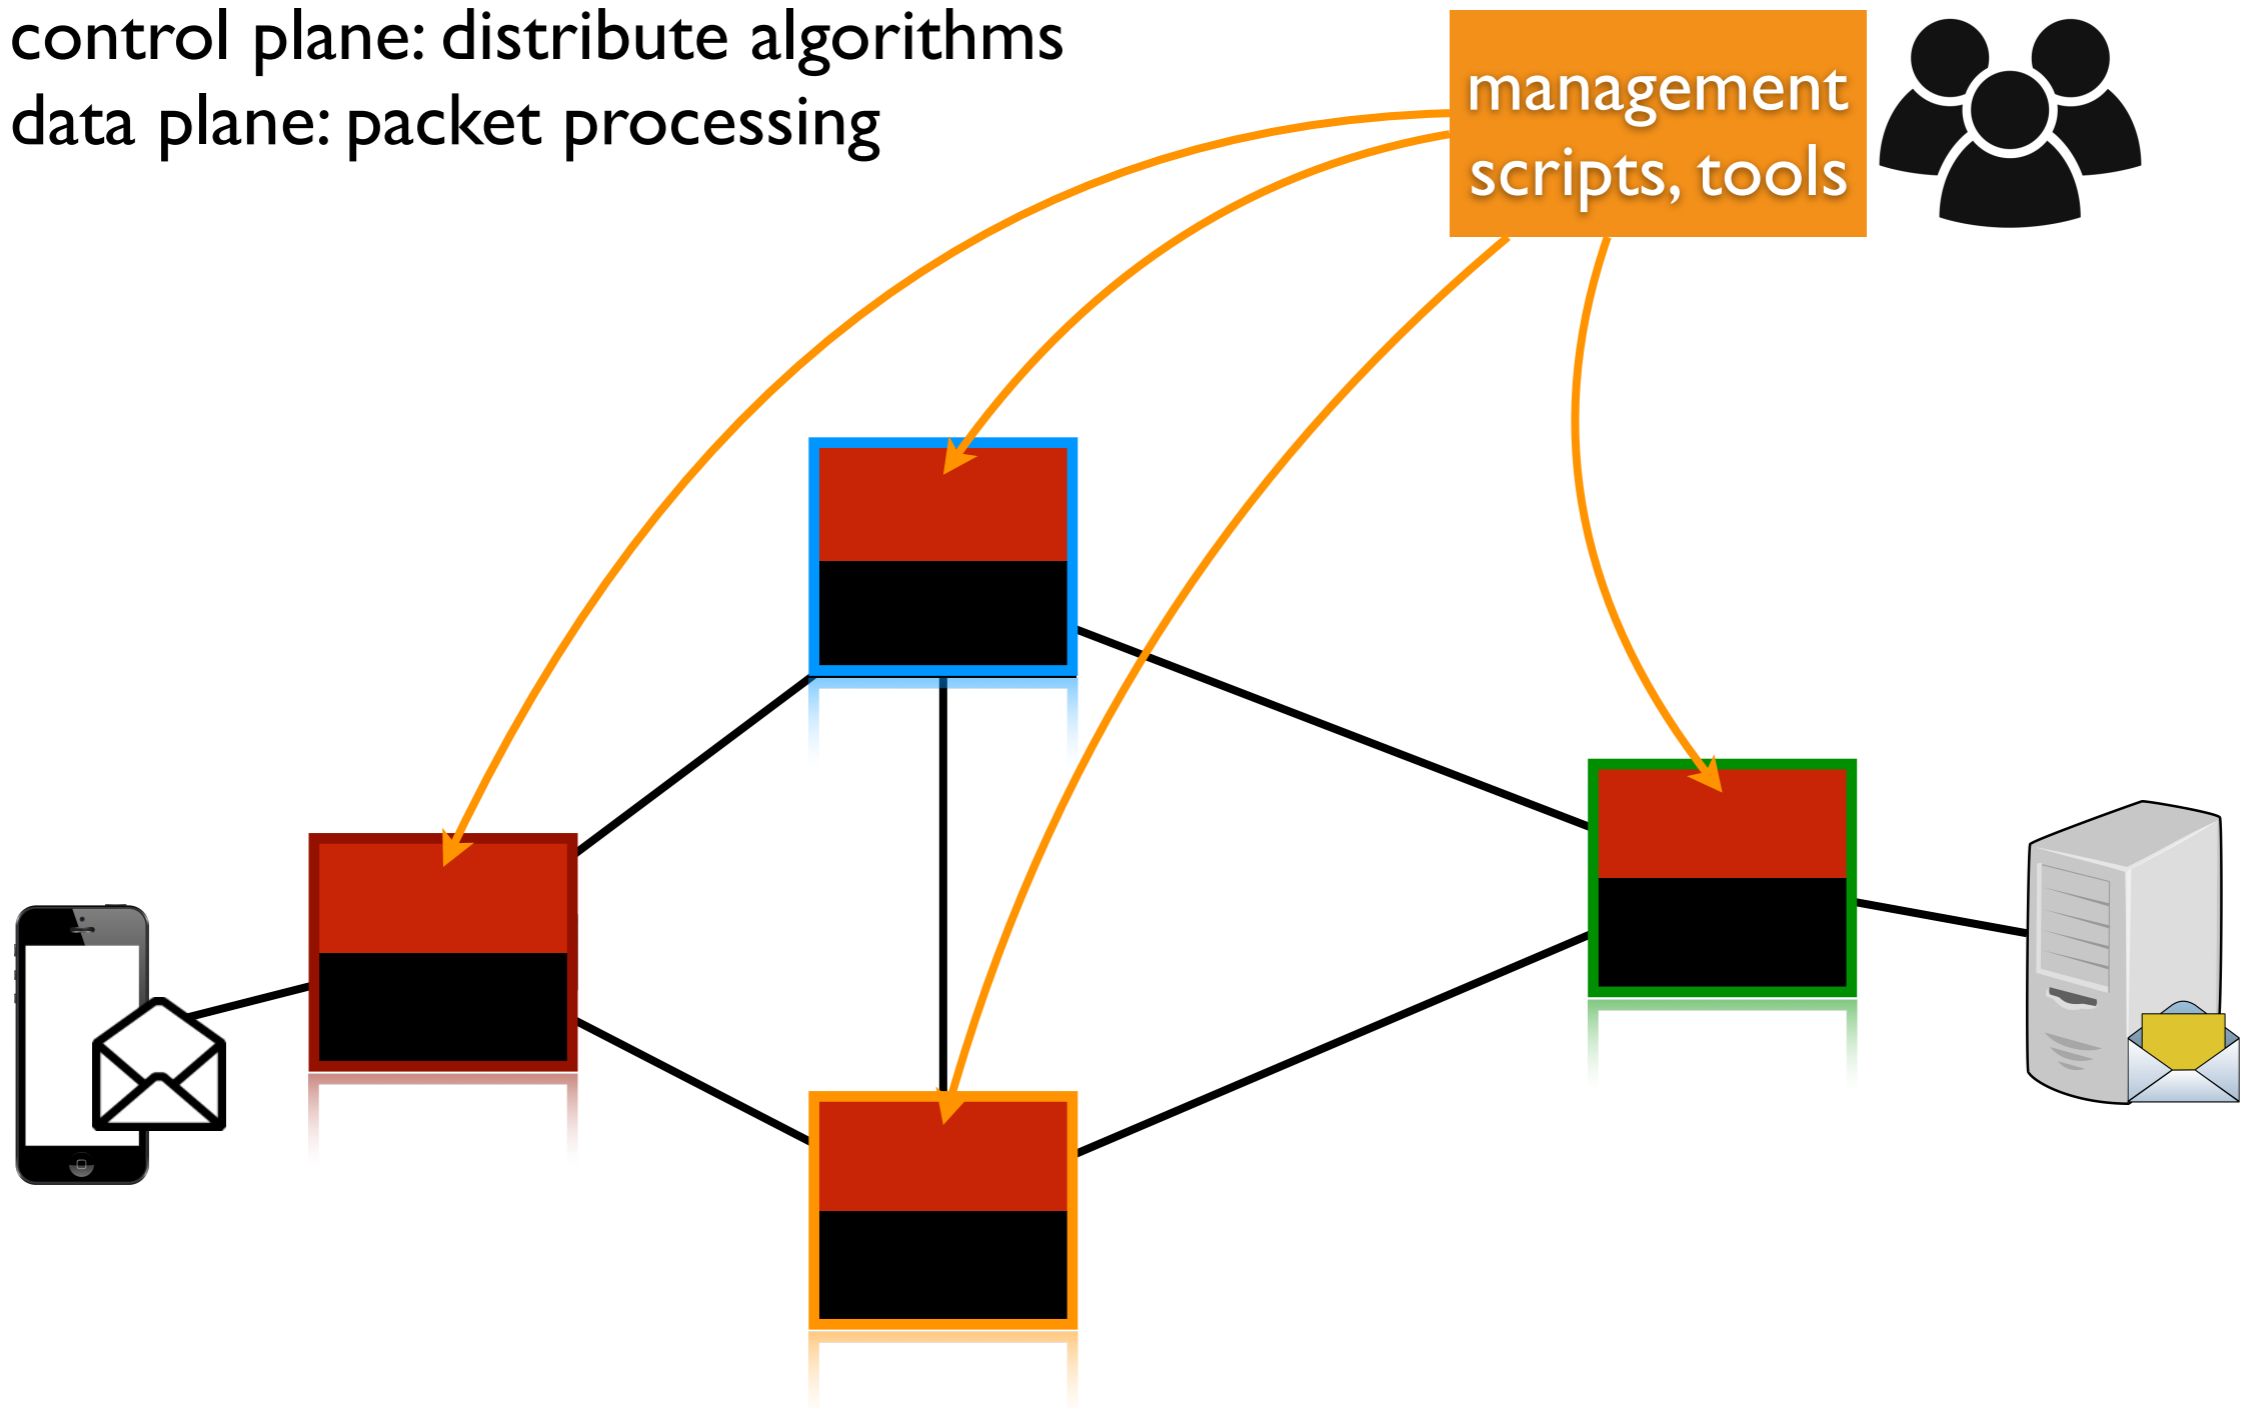 control plane: distribute algorithms
data plane: packet processing
management
scripts, tools